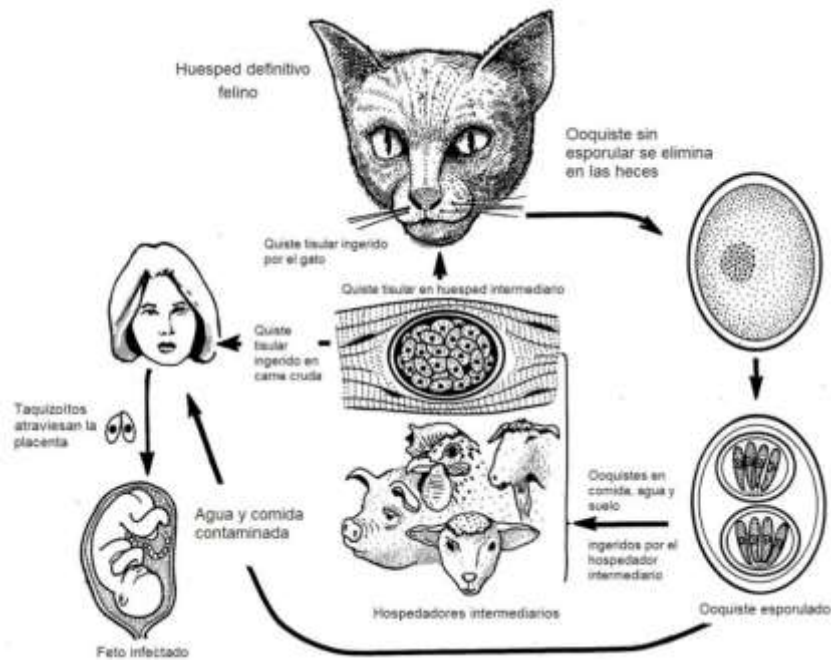 Huesped definitivo
felino
Ooquiste sin
esporular se elimina
en las heces
Quiste tisular ingerido
por el gato
Quiste tisular en huesped intermediario
Quiste
tisular
ingerido en
carne cruda
Taquizoítos
atraviesan la
placenta
Agua y comida
contaminada
Ooquistes en
comida, agua y
suelo
ingeridos por el
hospedador
intermediario
Hospedadores intermediarios
Ooquiste esporulado
Feto infectado